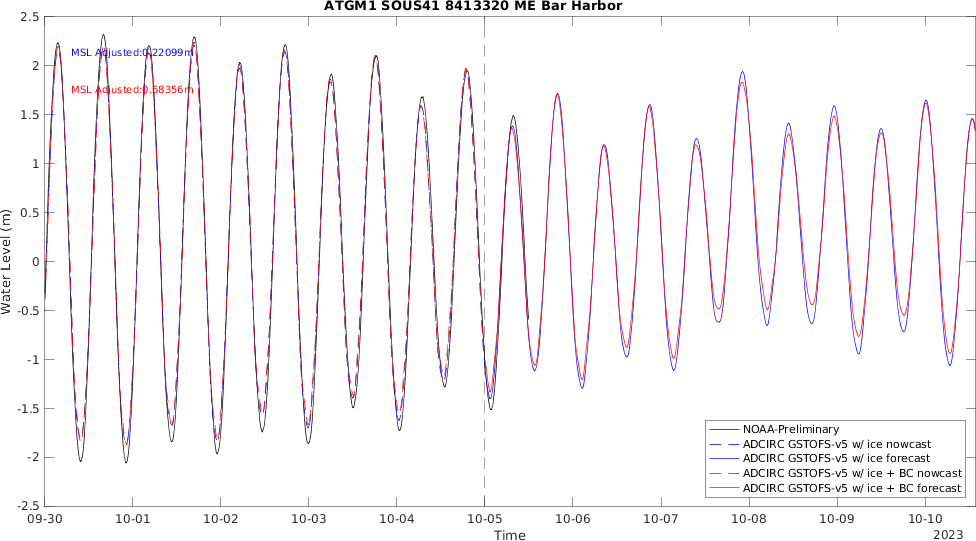 ATGM1 SOUS41 8413320 ME Bar Harbor
2.5
2
1.5
1
0.5
0
-0.5
-1
-1.5
-2
-2.5
Water Level (m)
MSL Adjusted:0.22099m
MSL Adjusted:0.68356m
NOAA-Preliminary
ADCIRC GSTOFS-v5 w/ ice nowcast
ADCIRC GSTOFS-v5 w/ ice forecast
ADCIRC GSTOFS-v5 w/ ice + BC nowcast
ADCIRC GSTOFS-v5 w/ ice + BC forecast
09-30 10-01 10-02 10-03 10-04 10-05 10-06 10-07 10-08 10-09 10-10
Time
2023